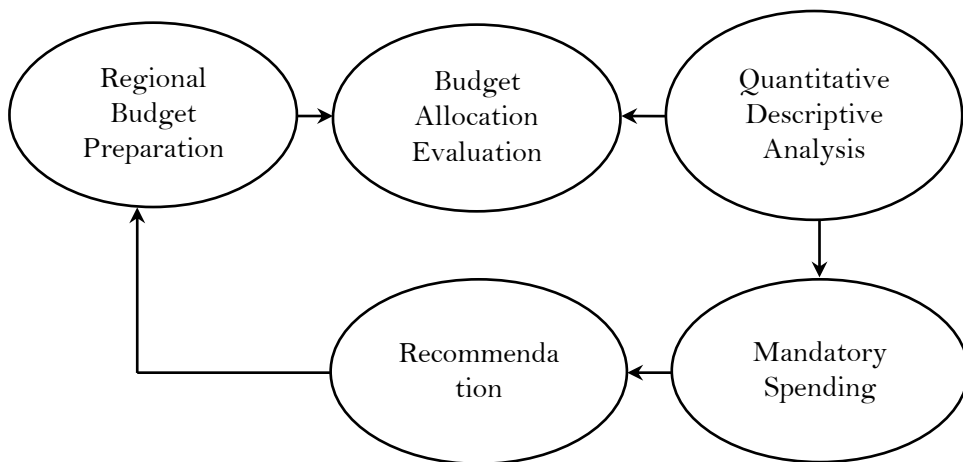 Regional
Budget
Preparation
Budget
Allocation
Evaluation
Quantitative
Descriptive
Analysis
Recommenda
tion
Mandatory
Spending